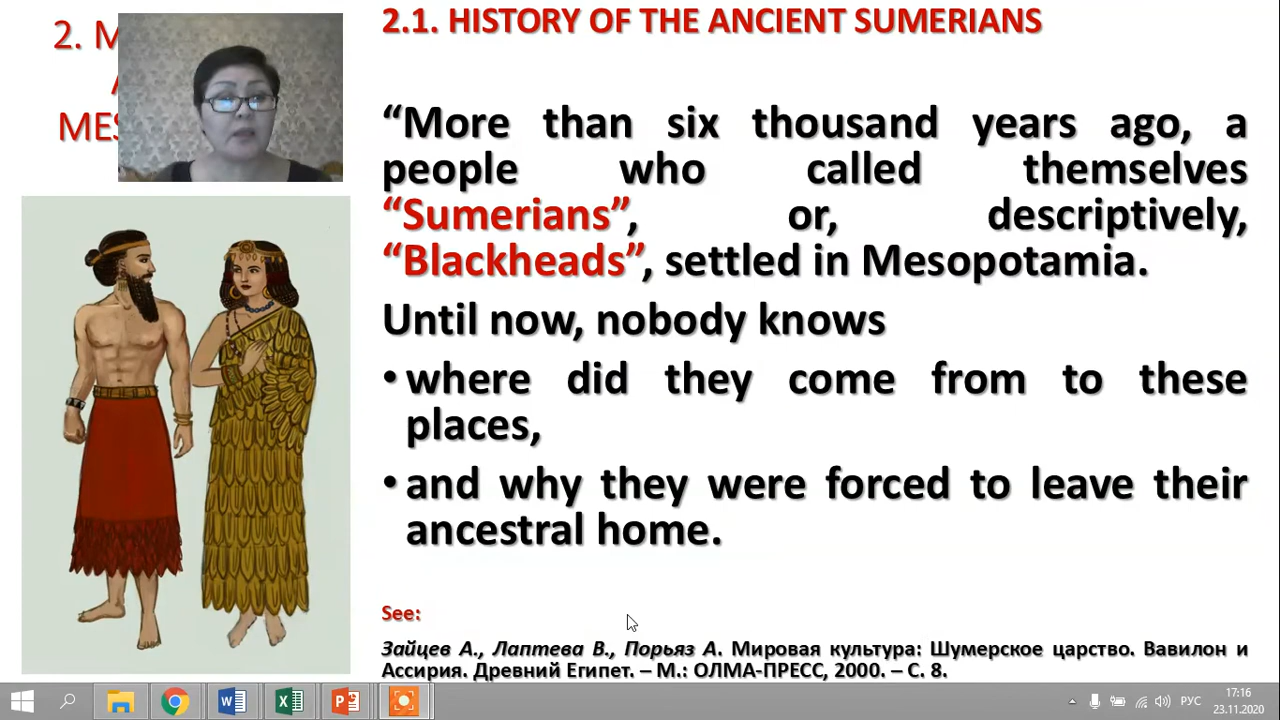 2. M
2.1. HISTORY OF THE ANCIENT SUMERIANS
MES
“More than six thousand years ago, a
people who called themselves
“Sumerians”, or, descriptively,
“Blackheads”, settled in Mesopotamia.
Until now, nobody knows
•where did they come from to these
places,
•and why they were forced to leave their
ancestral home.
See:
Зайцев А., Лаптева В., Порьяз А. Мировая культура: Шумерское царство. Вавилон и
Ассирия. Древний Египет. – М.: ОЛМА-ПРЕСС, 2000. – С. 8.
РУС
17:16
23.11.2020